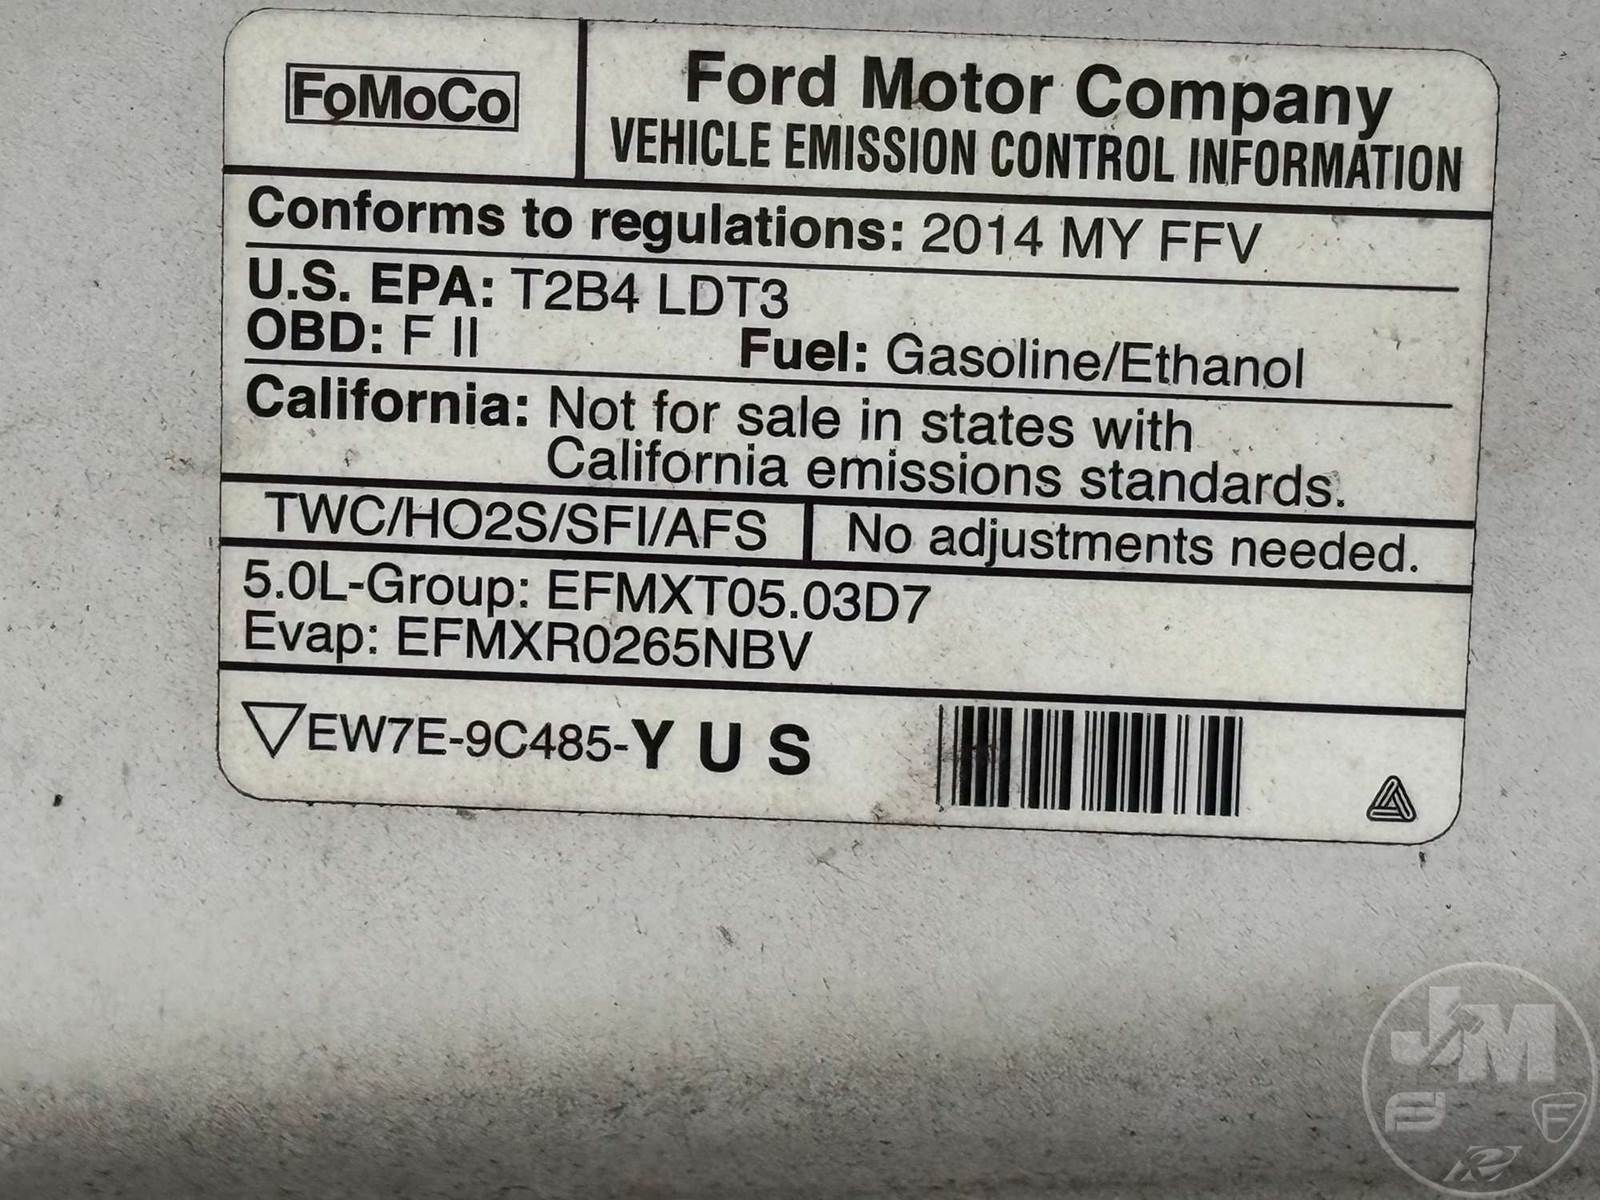 FoMoCo
Ford Motor Company
VEHICLE EMISSION CONTROL INFORMATION
Conforms to regulations: 2014 MY FFV
U.S. EPA: T2B4 LDT3
OBD: F II Fuel: Gasoline/Ethanol
California: Not for sale in states with
California emissions standards.
TWC/HO2S/SFI/AFS No adjustments needed.
5.0L-Group: EFMXT05.03D7
Evap: EFMXR0265NBV
EW7E-9C485-Y U S
JM